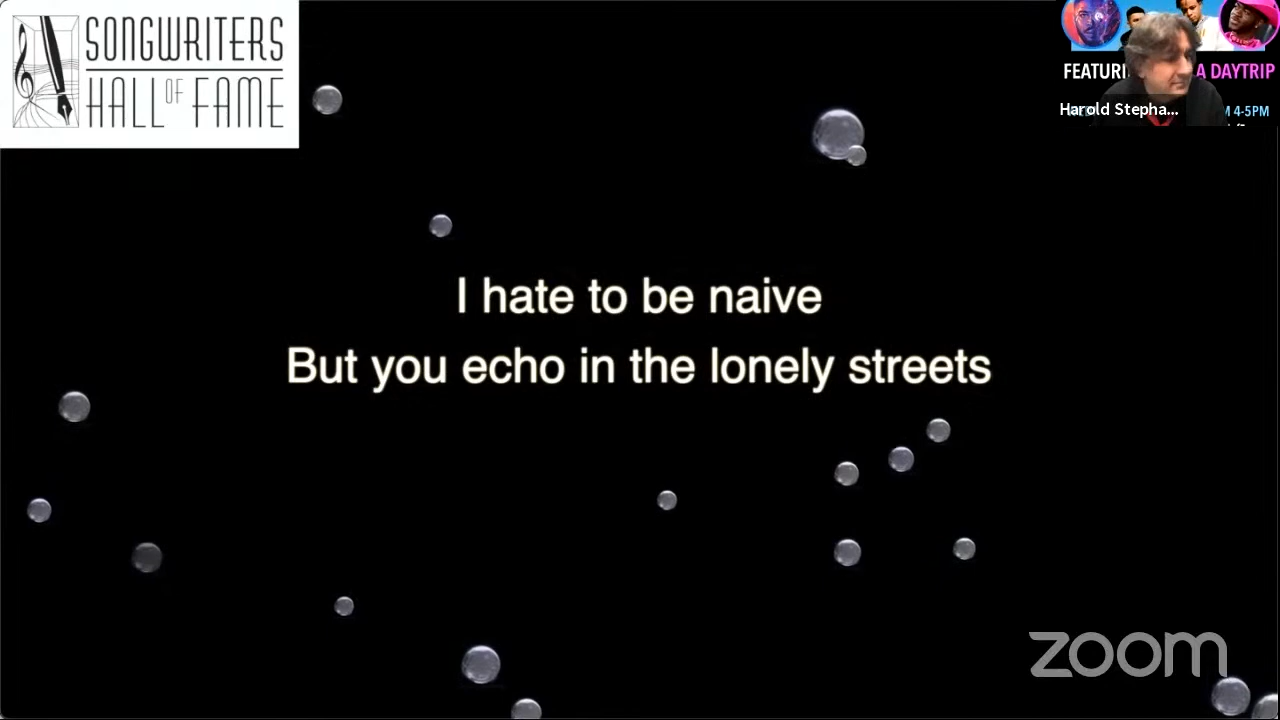 SONGWRITERS
HALL OF FAME
FEATURI
A DAYTRIP
Harold Stepha...
M 4-5PM
I hate to be naive
But you echo in the lonely streets
zoom